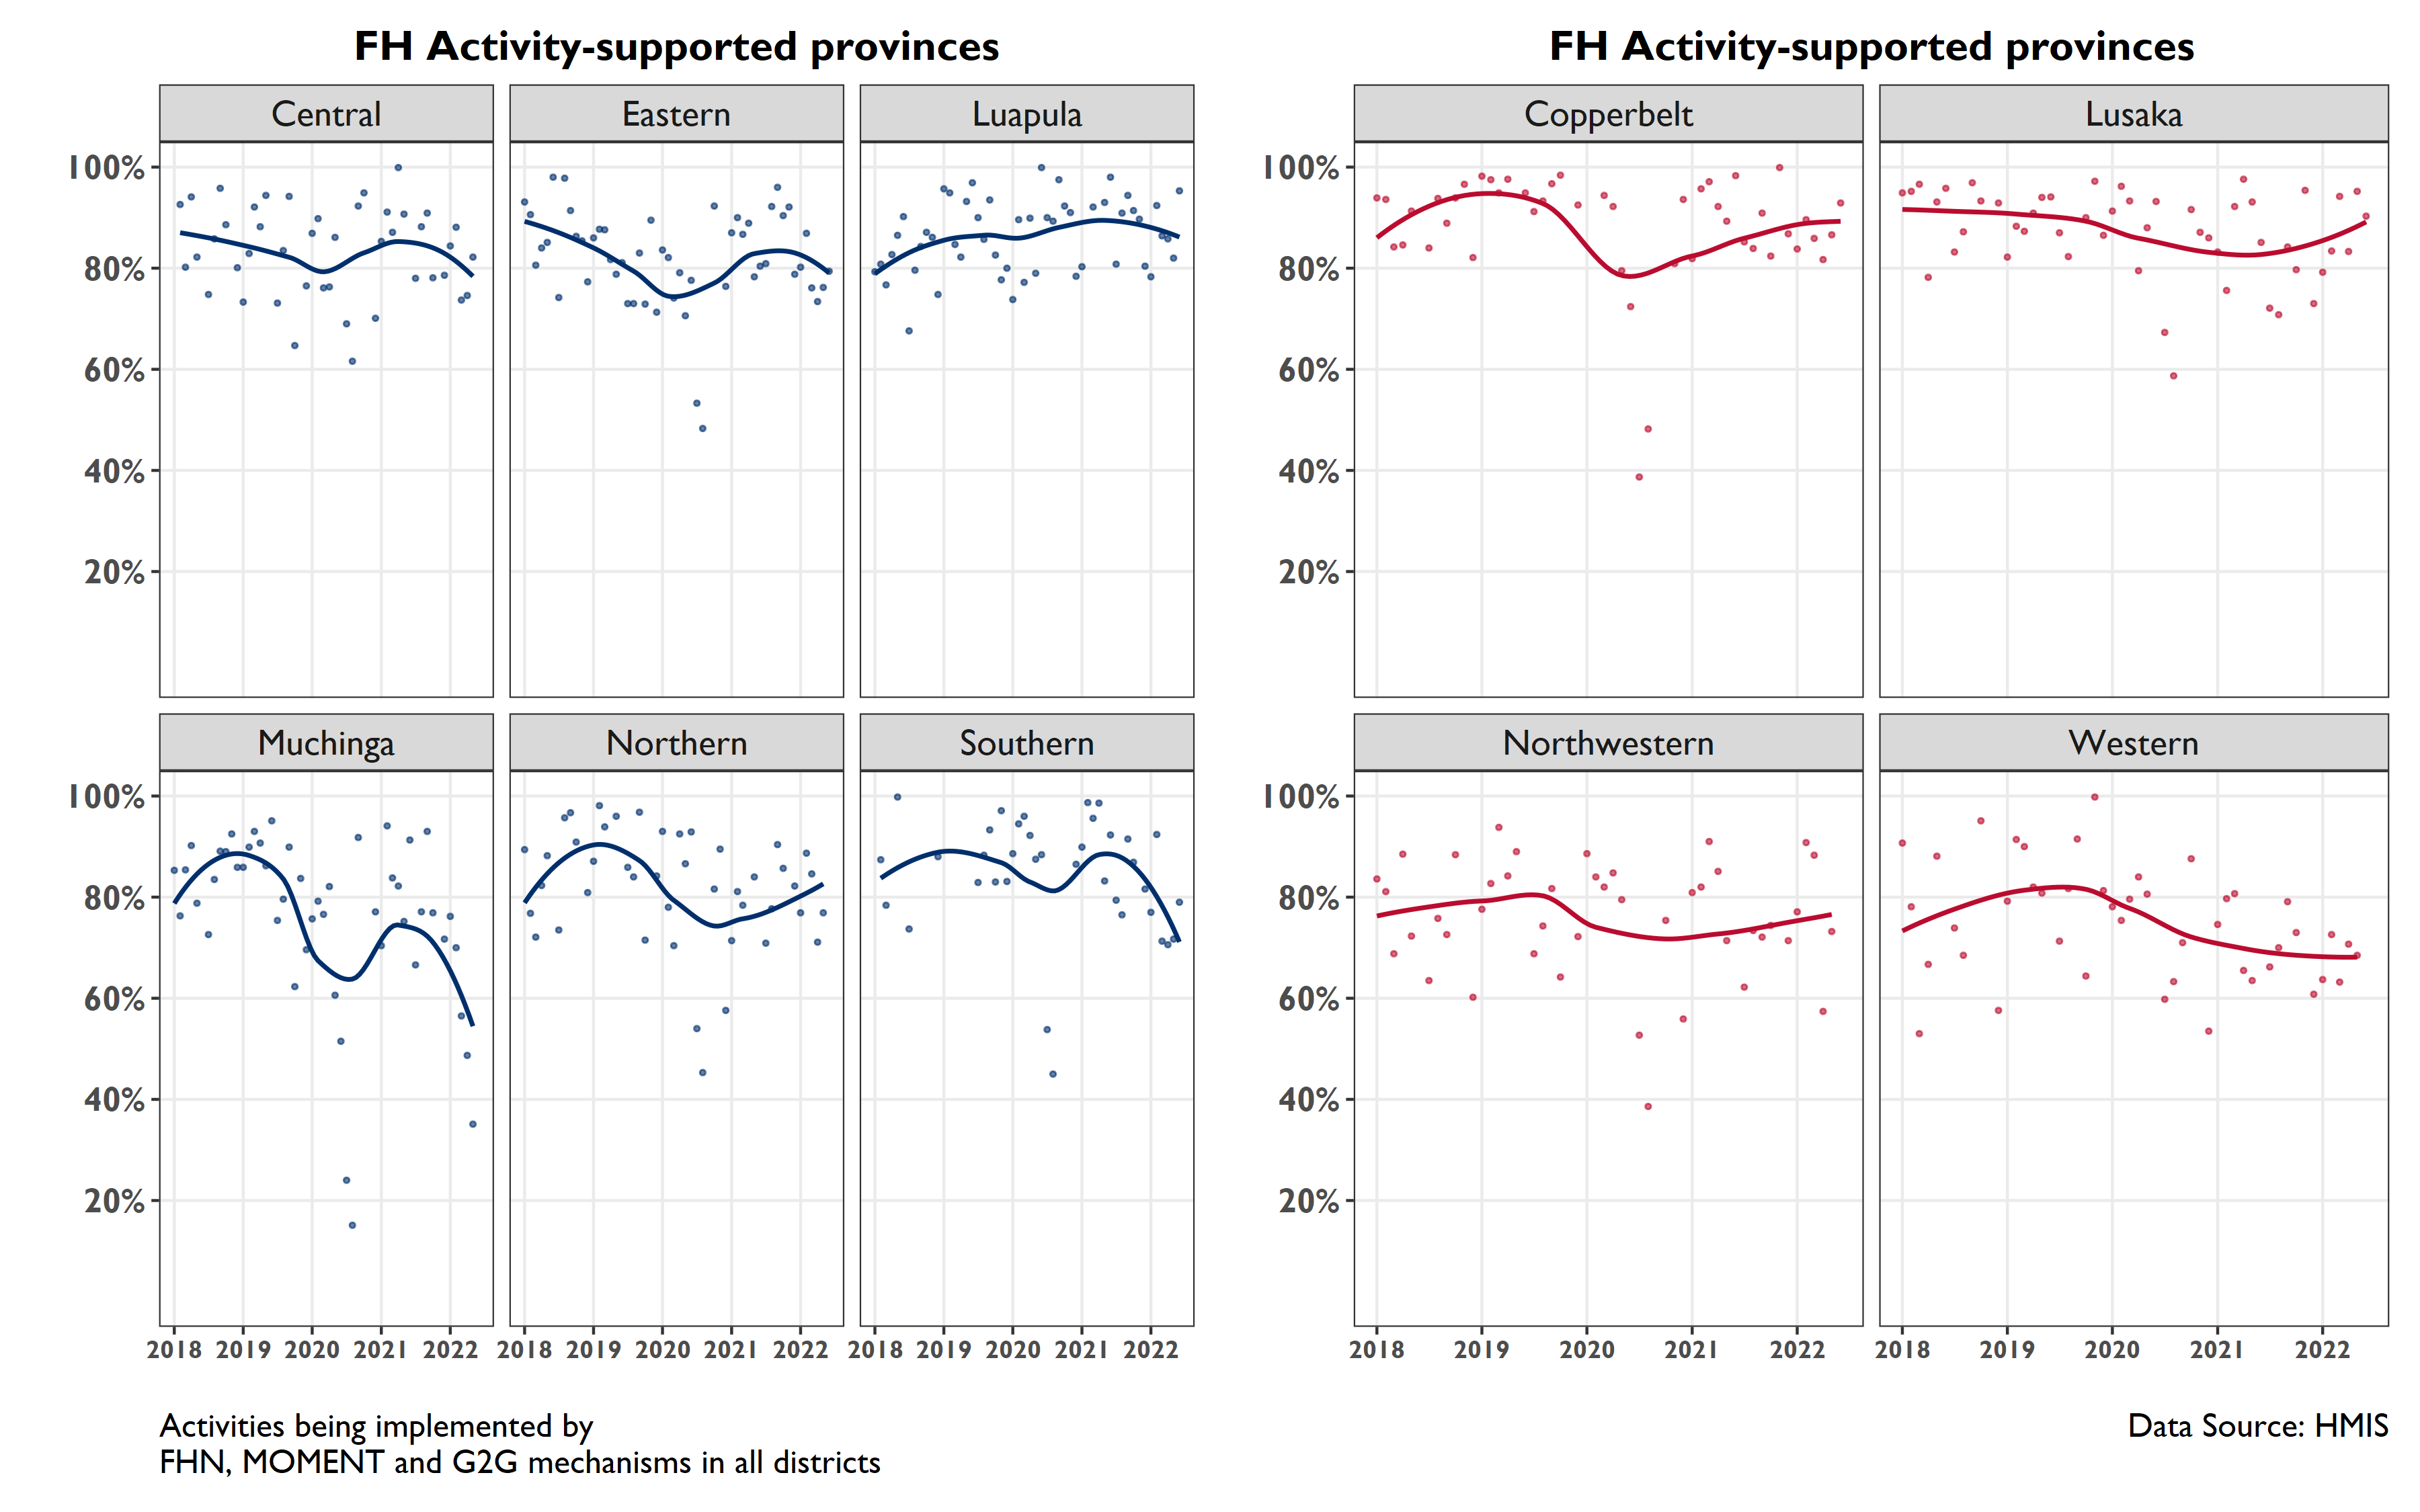 FH Activity-supported provinces
Central Eastern Luapula
100%
80%
60%
40%
20%
Muchinga Northern Southern
100%
80%
60%
40%
20%
2018 2019 2020 2021 2022 2018 2019 2020 2021 2022 2018 2019 2020 2021 2022
FH Activity-supported provinces
Copperbelt Lusaka
100%
80%
60%
40%
20%
Northwestern Western
100%
80%
60%
40%
20%
2018 2019 2020 2021 2022 2018 2019 2020 2021 2022
Activities being implemented by
FHN, MOMENT and G2G mechanisms in all districts
Data Source: HMIS